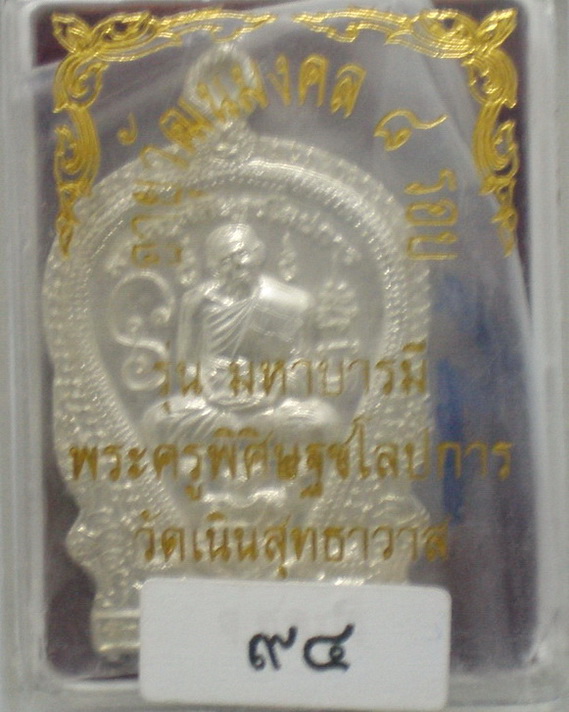 อายุวัฒนมงคล ๘ รอบ
รุ่น มหาบารมี
พระครูพิศิษฐชโลปการ
วัดเนินสุทธาวาส
๙๔